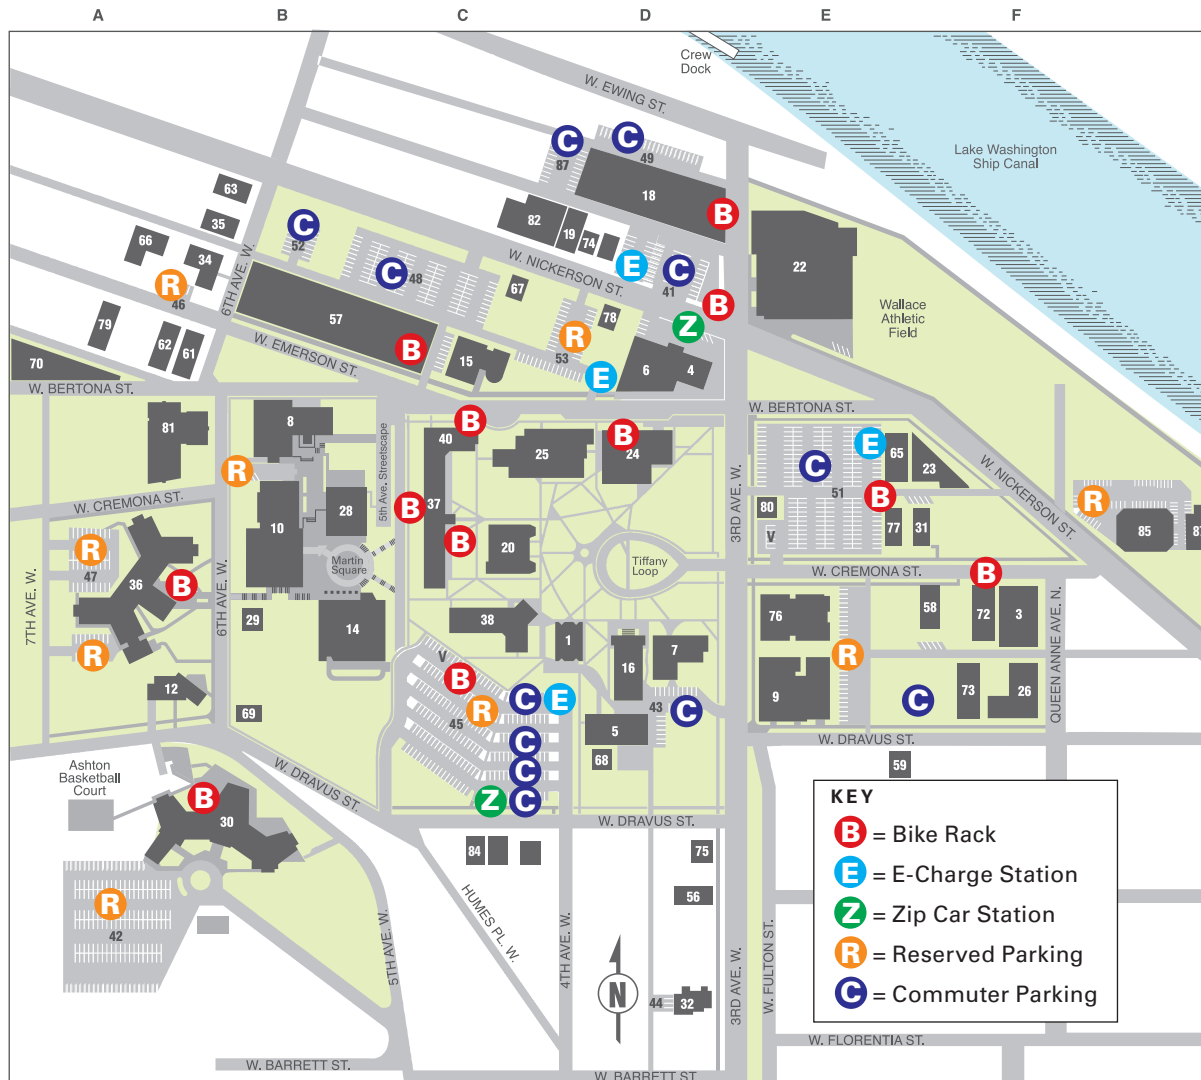 A B C D E F
Crew
Dock
W. EWING ST.
Lake Washington
Ship Canal
C
C
49
87
18
B
63
35
66
34
R
46
6TH AVE. W.
C
52
C
48
82
19
74
E
C
41
B
W. NICKERSON ST.
67
78
Z
22
Wallace
Athletic
Field
57
B
15
R
53
E
6
4
79
62
61
70
W. EMERSON ST.
W. BERTONA ST.
W. BERTONA ST.
81
8
5th Ave. Streetscape
B
40
25
B
24
3RD AVE. W.
E
C
51
65
23
B
W. NICKERSON ST.
R
W. CREMONA ST.
10
28
B
37
B
20
80
V
77
31
R
85
R
47
36
B
R
7TH AVE. W.
6TH AVE. W.
Martin
Square
Tiffany
Loop
W. CREMONA ST.
B
29
14
38
1
16
7
76
58
72
3
R
12
69
V
B
R
45
C
E
C
C
Z
C
43
C
5
68
9
C
73
26
QUEEN ANNE AVE. N.
W. DRAVUS ST.
59
Ashton
Basketball
Court
B
30
W. DRAVUS ST.
W. DRAVUS ST.
84
75
56
R
42
HUMES PL. W.
5TH AVE. W.
4TH AVE. W.
3RD AVE. W.
W. FULTON ST.
N
44
32
KEY
B = Bike Rack
E = E-Charge Station
Z = Zip Car Station
R = Reserved Parking
C = Commuter Parking
W. FLORENTIA ST.
W. BARRETT ST.
W. BARRETT ST.